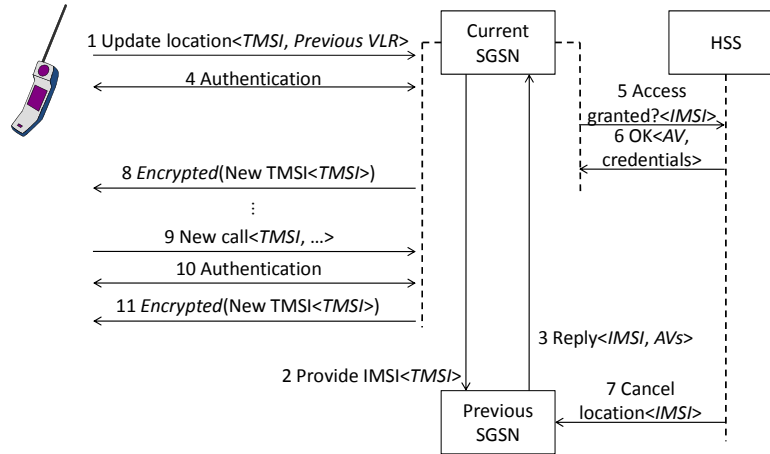 Current
SGSN
HSS
1 Update location<TMSI, Previous VLR>
4 Authentication
5 Access
granted?<IMSI>
6 OK<AV,
credentials>
8 Encrypted(New TMSI<TMSI>)
...
9 New call<TMSI, …>
10 Authentication
11 Encrypted(New TMSI<TMSI>)
3 Reply<IMSI, AVs>
2 Provide IMSI<TMSI>
Previous
SGSN
7 Cancel
location<IMSI>